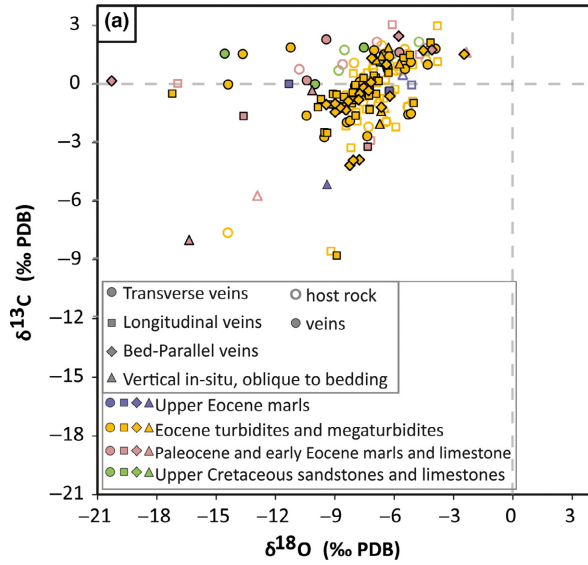 (a)
3
0
−3
−6
−9
−12
−15
−18
−21
δ13C (‰ PDB)
Transverse veins
host rock
Longitudinal veins
veins
Bed-Parallel veins
Vertical in-situ, oblique to bedding
Upper Eocene marls
Eocene turbidites and megaturbidites
Paleocene and early Eocene marls and limestone
Upper Cretaceous sandstones and limestones
−21 −18 −15 −12 −9 −6 −3 0 3
δ18O (‰ PDB)